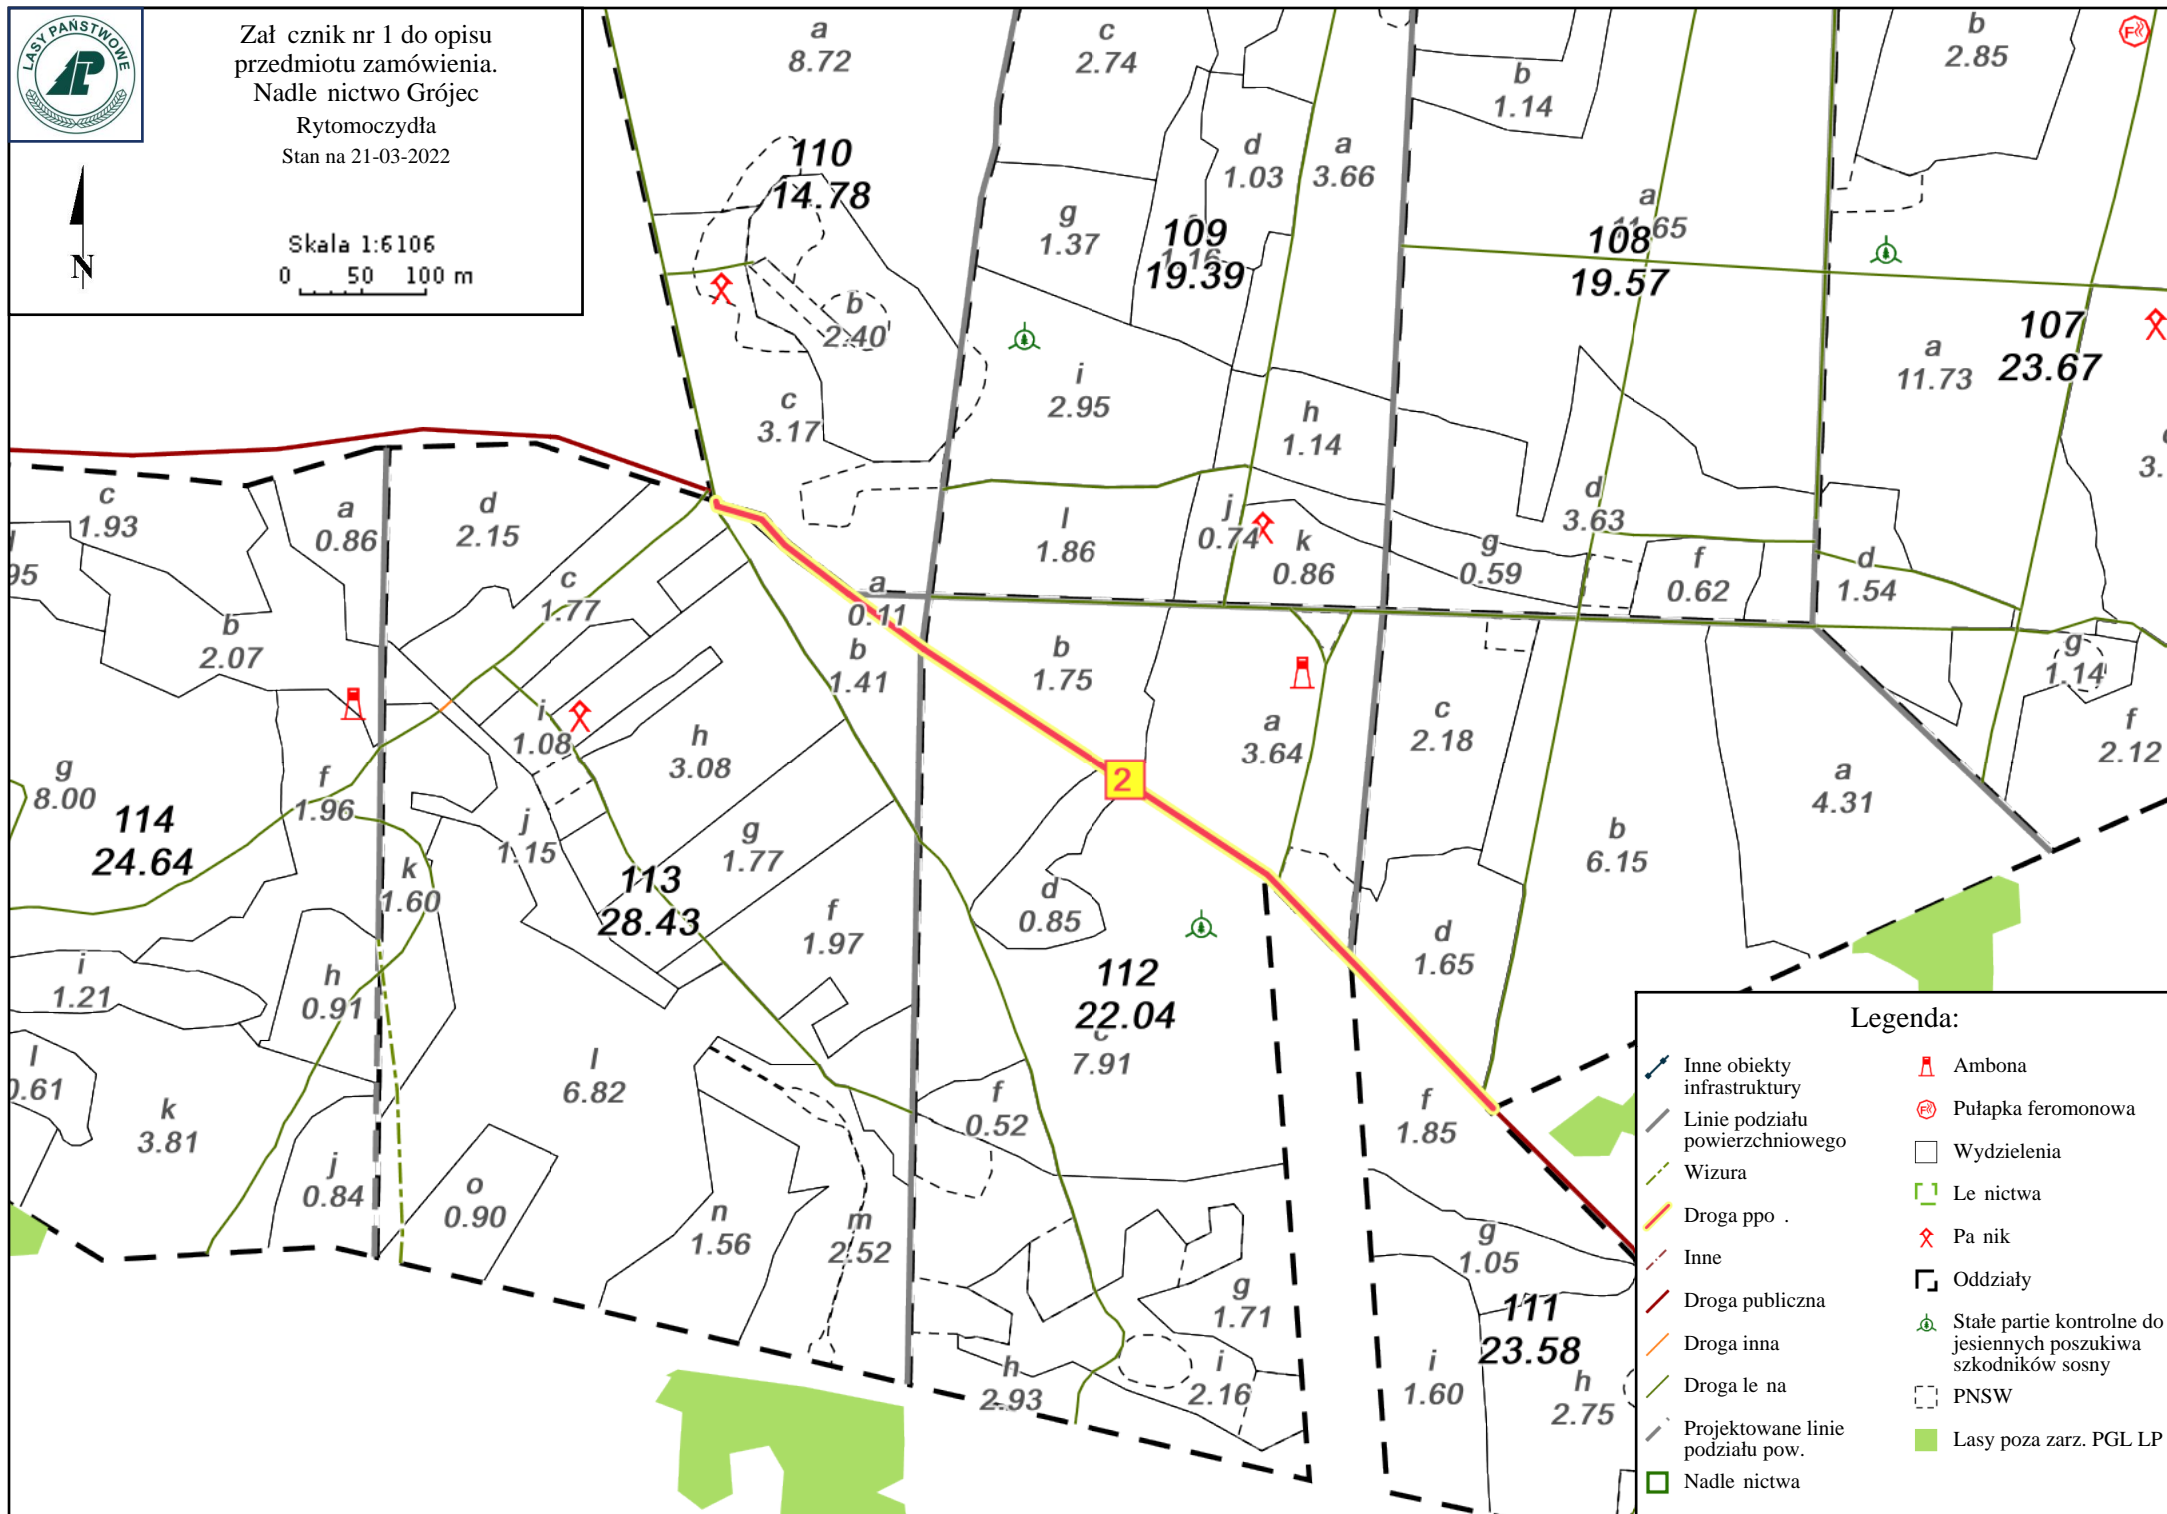 LASY PAŃSTWOWE
Zał cznik nr 1 do opisu
przedmiotu zamówienia.
Nadle nictwo Grójec
Rytomoczydła
Stan na 21-03-2022
N
Skala 1:6106
0 50 100 m
a
8.72
c
2.74
b
1.14
b
2.85
110
14.78
d
1.03
a
3.66
g
1.37
109
1.16
19.39
a
11.65
108
19.57
b
2.40
107
23.67
a
11.73
i
2.95
c
3.17
h
1.14
3.
c
1.93
a
0.86
d
2.15
l
1.86
j
0.74
k
0.86
d
3.63
g
0.59
f
0.62
d
1.54
95
c
1.77
a
0.11
b
2.07
b
1.41
b
1.75
g
1.14
a
3.64
c
2.18
f
2.12
i
1.08
h
3.08
2
g
8.00
f
1.96
a
4.31
114
24.64
j
1.15
g
1.77
b
6.15
k
1.60
113
28.43
d
0.85
f
1.97
d
1.65
i
1.21
h
0.91
112
22.04
c
7.91
l
0.61
l
6.82
f
0.52
f
1.85
k
3.81
j
0.84
o
0.90
n
1.56
m
2.52
g
1.05
g
1.71
111
23.58
h
2.93
i
2.16
i
1.60
h
2.75
Legenda:
Inne obiekty
infrastruktury
Linie podziału
powierzchniowego
Wizura
Droga ppo .
Inne
Droga publiczna
Droga inna
Droga le na
Projektowane linie
podziału pow.
Nadle nictwa
Ambona
Pułapka feromonowa
Wydzielenia
Le nictwa
Pa nik
Oddziały
Stałe partie kontrolne do
jesiennych poszukiwa
szkodników sosny
PNSW
Lasy poza zarz. PGL LP